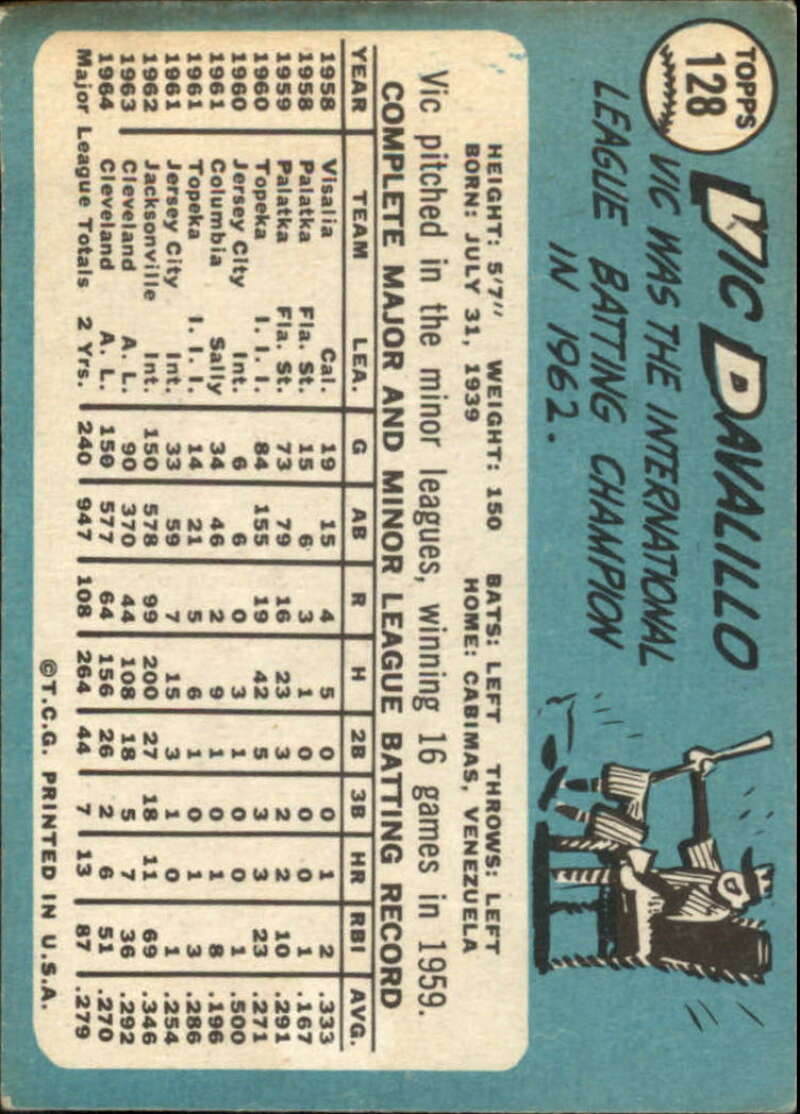 TOPPS
128
VIC DAVALILLO
VIC WAS THE INTERNATIONAL
LEAGUE BATTING CHAMPION
IN 1962.
HEIGHT: 5'7" WEIGHT: 150 BATS: LEFT THROWS: LEFT
BORN: JULY 31, 1939 HOME: CABIMAS, VENEZUELA
Vic pitched in the minor leagues, winning 16 games in 1959.
COMPLETE MAJOR AND MINOR LEAGUE BATTING RECORD
YEAR TEAM LEA. G AB R H 2B 3B HR RBI AVG.
1958 Visalia Cal. 19 15 4 5 0 0 1 2 .333
1958 Palatka Fla. St. 15 6 3 1 0 0 0 1 .167
1959 Palatka Fla. St. 73 79 16 23 3 2 2 10 .291
1960 Topeka I. I. I. 84 155 19 42 5 3 3 23 .271
1960 Jersey City Int. 6 6 0 3 1 0 0 1 .500
1961 Columbia Sally 34 46 2 9 1 0 1 8 .196
1961 Topeka I. I. I. 14 21 5 6 1 0 1 3 .286
1961 Jersey City Int. 33 59 7 15 3 1 0 1 .254
1962 Jacksonville Int. 150 578 99 200 27 18 11 69 .346
1963 Cleveland A. L. 90 370 44 108 18 5 7 36 .292
1964 Cleveland A. L. 150 577 64 156 26 2 6 51 .270
Major League Totals 2 Yrs. 240 947 108 264 44 7 13 87 .279
©T.C.G. PRINTED IN U.S.A.